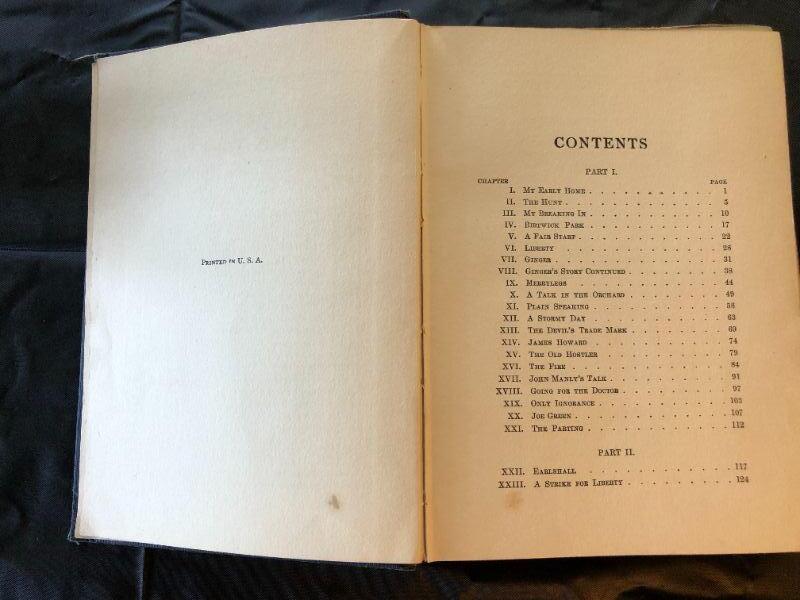 Printed in U. S. A.
CONTENTS
PART I.
CHAPTER PAGE
I. My Early Home . . . . . . . . . . . 1
II. The Hunt . . . . . . . . . . . . . 5
III. My Breaking In . . . . . . . . . . . 10
IV. Birtwick Park . . . . . . . . . . . 17
V. A Fair Start . . . . . . . . . . . . 22
VI. Liberty . . . . . . . . . . . . . 28
VII. Ginger . . . . . . . . . . . . . . 31
VIII. Ginger's Story Continued . . . . . . . . 38
IX. Merrylegs . . . . . . . . . . . . 44
X. A Talk in the Orchard . . . . . . . . 49
XI. Plain Speaking . . . . . . . . . . . 58
XII. A Stormy Day . . . . . . . . . . . 63
XIII. The Devil's Trade Mark . . . . . . . . 69
XIV. James Howard . . . . . . . . . . . 74
XV. The Old Hostler . . . . . . . . . . 79
XVI. The Fire . . . . . . . . . . . . . 84
XVII. John Manly's Talk . . . . . . . . . . 91
XVIII. Going for the Doctor . . . . . . . . . 97
XIX. Only Ignorance . . . . . . . . . . . 103
XX. Joe Green . . . . . . . . . . . . . 107
XXI. The Parting . . . . . . . . . . . . 112
PART II.
XXII. Earlshall . . . . . . . . . . . . 117
XXIII. A Strike for Liberty . . . . . . . . . 124